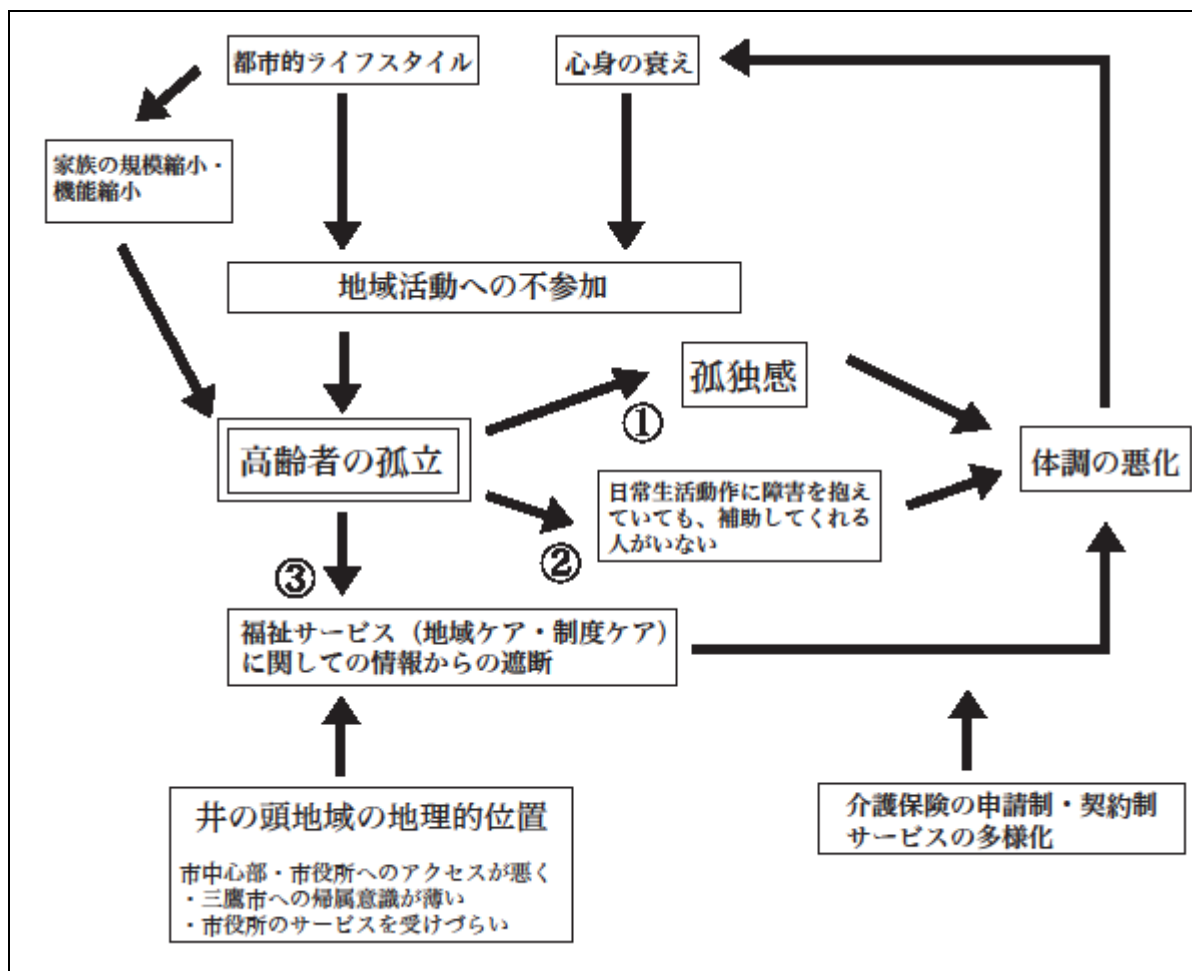 都市的ライフスタイル
心身の衰え
家族の規模縮小・
機能縮小
地域活動への不参加
孤独感
①
高齢者の孤立
体調の悪化
日常生活動作に障害を抱え
ていても、補助してくれる
人がいない
②
③
福祉サービス（地域ケア・制度ケア）
に関しての情報からの遮断
井の頭地域の地理的位置
市中心部・市役所へのアクセスが悪く
・三鷹市への帰属意識が薄い
・市役所のサービスを受けづらい
介護保険の申請制・契約制
サービスの多様化